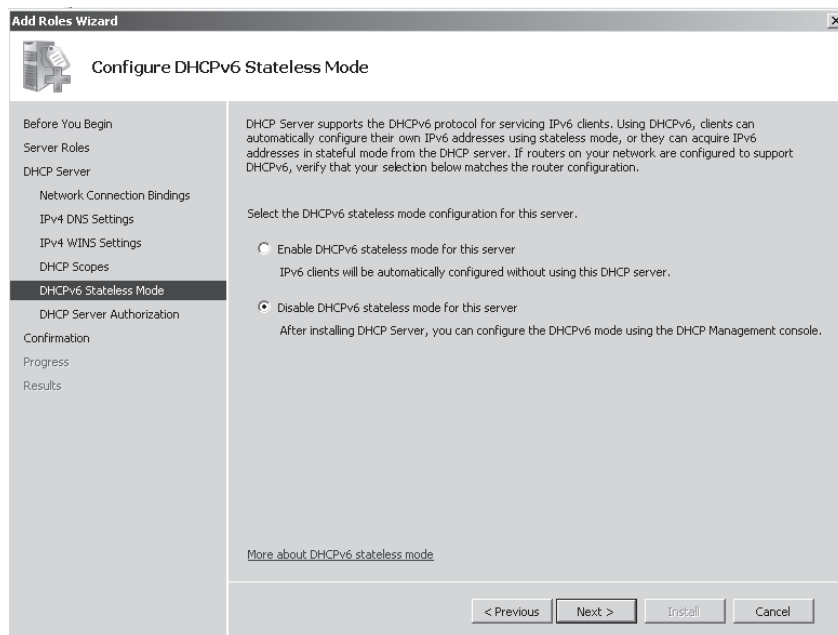 Add Roles Wizard
Configure DHCPv6 Stateless Mode
Before You Begin
Server Roles
DHCP Server
Network Connection Bindings
IPv4 DNS Settings
IPv4 WINS Settings
DHCP Scopes
DHCPv6 Stateless Mode
DHCP Server Authorization
Confirmation
Progress
Results
DHCP Server supports the DHCPv6 protocol for servicing IPv6 clients. Using DHCPv6, clients can
automatically configure their own IPv6 addresses using stateless mode, or they can acquire IPv6
addresses in stateful mode from the DHCP server. If routers on your network are configured to support
DHCPv6, verify that your selection below matches the router configuration.
Select the DHCPv6 stateless mode configuration for this server.
Enable DHCPv6 stateless mode for this server
IPv6 clients will be automatically configured without using this DHCP server.
Disable DHCPv6 stateless mode for this server
After installing DHCP Server, you can configure the DHCPv6 mode using the DHCP Management console.
More about DHCPv6 stateless mode
< Previous
Next >
Install
Cancel